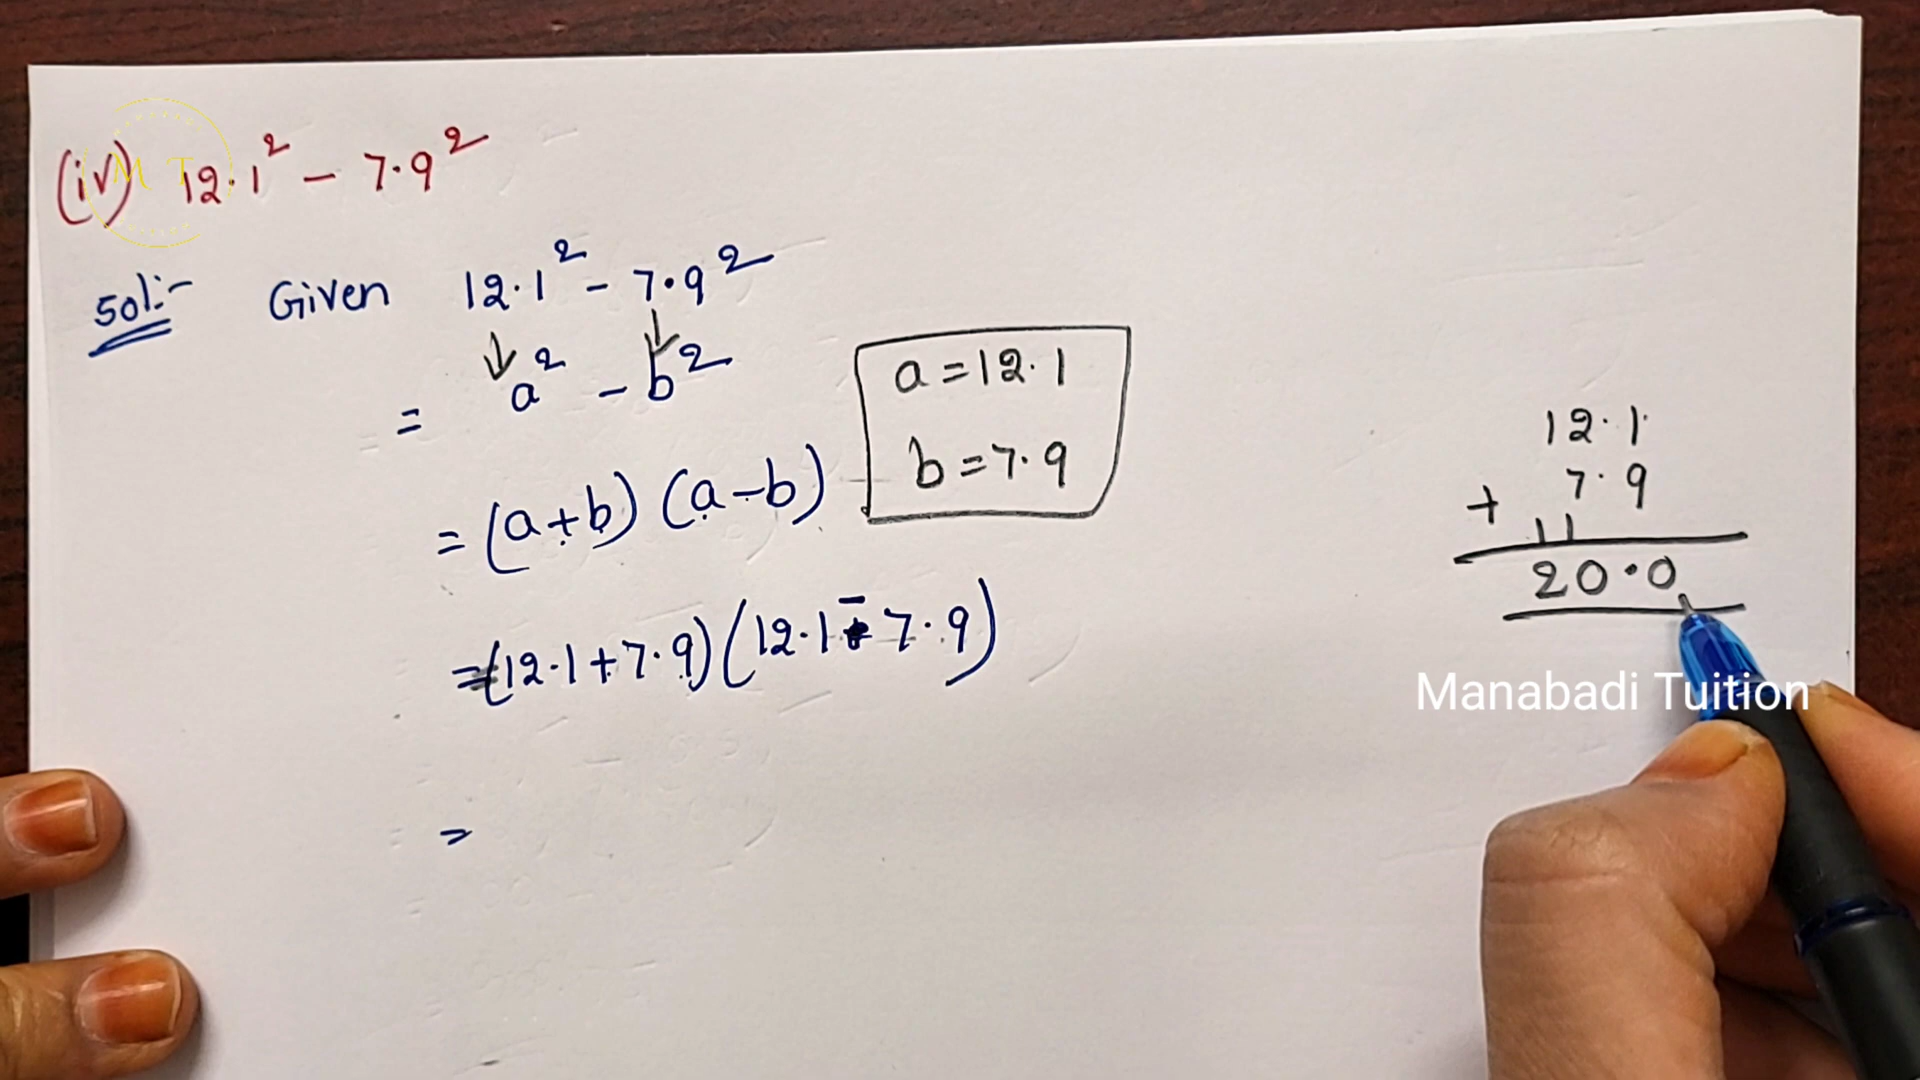 (iv) 12.1² - 7.9²
M T
Sol:- Given 12.1² - 7.9²
= a² - b²
a = 12.1
b = 7.9
= (a+b) (a-b)
= (12.1 + 7.9) (12.1 - 7.9)
=
12.1
+ 7.9
11
20.0
Manabadi Tuition